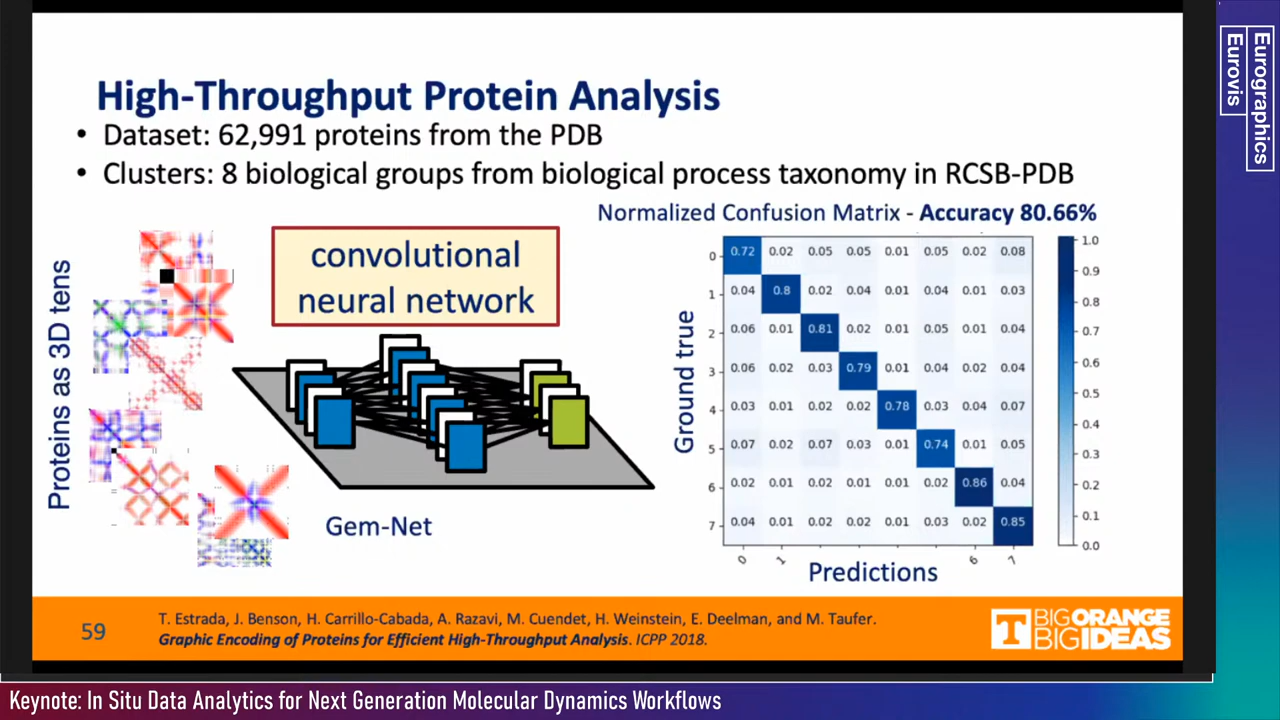 High-Throughput Protein Analysis
• Dataset: 62,991 proteins from the PDB
• Clusters: 8 biological groups from biological process taxonomy in RCSB-PDB
Proteins as 3D tens
convolutional
neural network
Gem-Net
Normalized Confusion Matrix - Accuracy 80.66%
Ground true
0 0.72 0.02 0.05 0.05 0.01 0.05 0.02 0.08
1 0.04 0.8 0.02 0.04 0.01 0.04 0.01 0.03
2 0.06 0.01 0.81 0.02 0.01 0.05 0.01 0.04
3 0.06 0.02 0.03 0.79 0.01 0.04 0.02 0.04
4 0.03 0.01 0.02 0.02 0.78 0.03 0.04 0.07
5 0.07 0.02 0.07 0.03 0.01 0.74 0.01 0.05
6 0.02 0.01 0.02 0.01 0.01 0.02 0.86 0.04
7 0.04 0.01 0.02 0.02 0.01 0.03 0.02 0.85
0 1 6 7
Predictions
1.0
0.9
0.8
0.7
0.6
0.5
0.4
0.3
0.2
0.1
0.0
59
T. Estrada, J. Benson, H. Carrillo-Cabada, A. Razavi, M. Cuendet, H. Weinstein, E. Deelman, and M. Taufer.
Graphic Encoding of Proteins for Efficient High-Throughput Analysis. ICPP 2018.
T BIG ORANGE
BIG IDEAS
Eurographics
Eurovis
Keynote: In Situ Data Analytics for Next Generation Molecular Dynamics Workflows